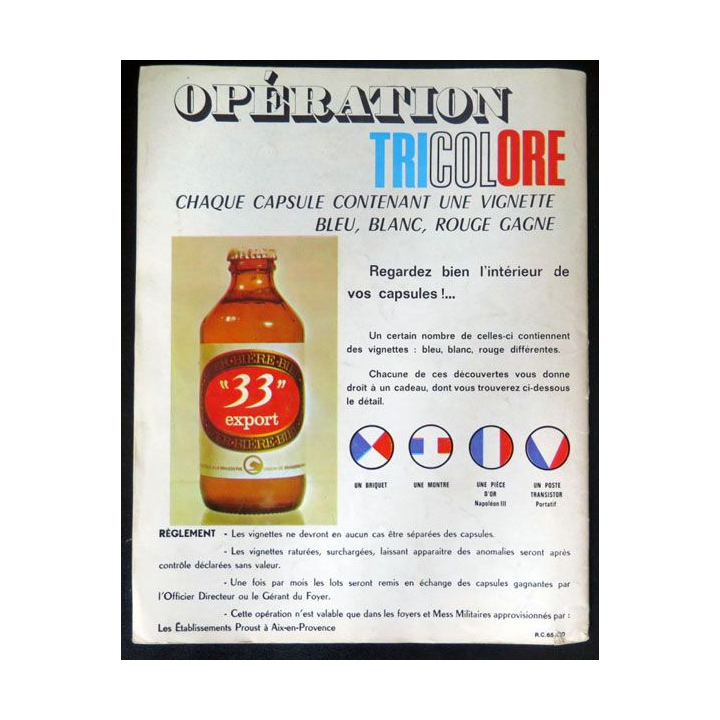 OPÉRATION
TRICOLORE
CHAQUE CAPSULE CONTENANT UNE VIGNETTE
BLEU, BLANC, ROUGE GAGNE
Regardez bien l'intérieur de
vos capsules !...
Un certain nombre de celles-ci contiennent
des vignettes : bleu, blanc, rouge différentes.
Chacune de ces découvertes vous donne
droit à un cadeau, dont vous trouverez ci-dessous
le détail.
BIÈRE
"33"
export
BIÈRE
UN BRIQUET
UNE MONTRE
UNE PIÈCE
D'OR
Napoléon III
UN POSTE
TRANSISTOR
Portatif
RÈGLEMENT - Les vignettes ne devront en aucun cas être séparées des capsules.
- Les vignettes raturées, surchargées, laissant apparaitre des anomalies seront après
contrôle déclarées sans valeur.
- Une fois par mois les lots seront remis en échange des capsules gagnantes par
l'Officier Directeur ou le Gérant du Foyer.
- Cette opération n'est valable que dans les foyers et Mess Militaires approvisionnés par :
Les Établissements Proust à Aix-en-Provence
R.C. 65